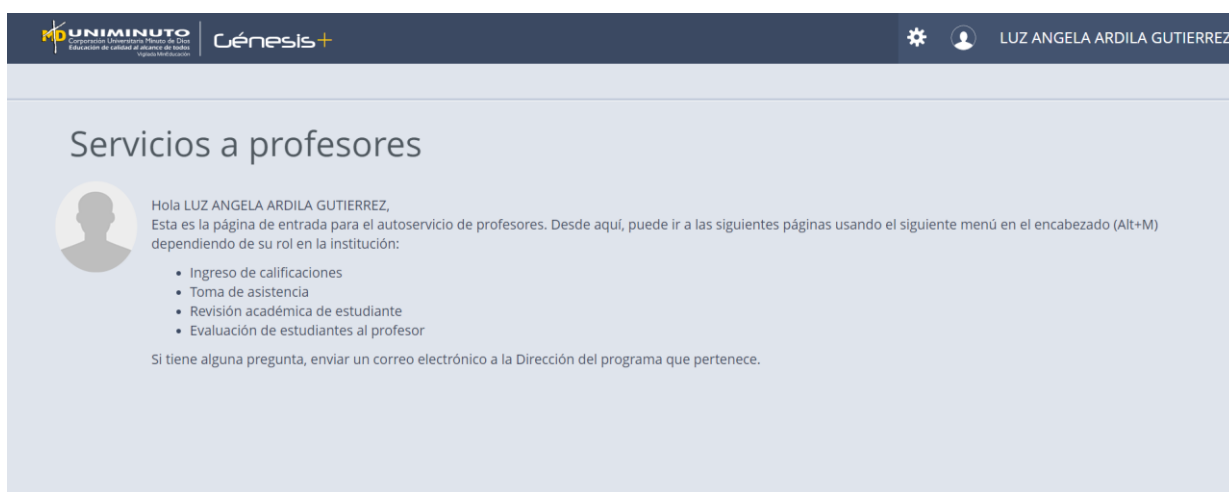 UNIMINUTO
Corporación Universitaria Minuto de Dios
Educación de calidad al alcance de todos
Vigilada MinEducación
Génesis+
LUZ ANGELA ARDILA GUTIERREZ
Servicios a profesores
Hola LUZ ANGELA ARDILA GUTIERREZ,
Esta es la página de entrada para el autoservicio de profesores. Desde aquí, puede ir a las siguientes páginas usando el siguiente menú en el encabezado (Alt+M)
dependiendo de su rol en la institución:
• Ingreso de calificaciones
• Toma de asistencia
• Revisión académica de estudiante
• Evaluación de estudiantes al profesor
Si tiene alguna pregunta, enviar un correo electrónico a la Dirección del programa que pertenece.